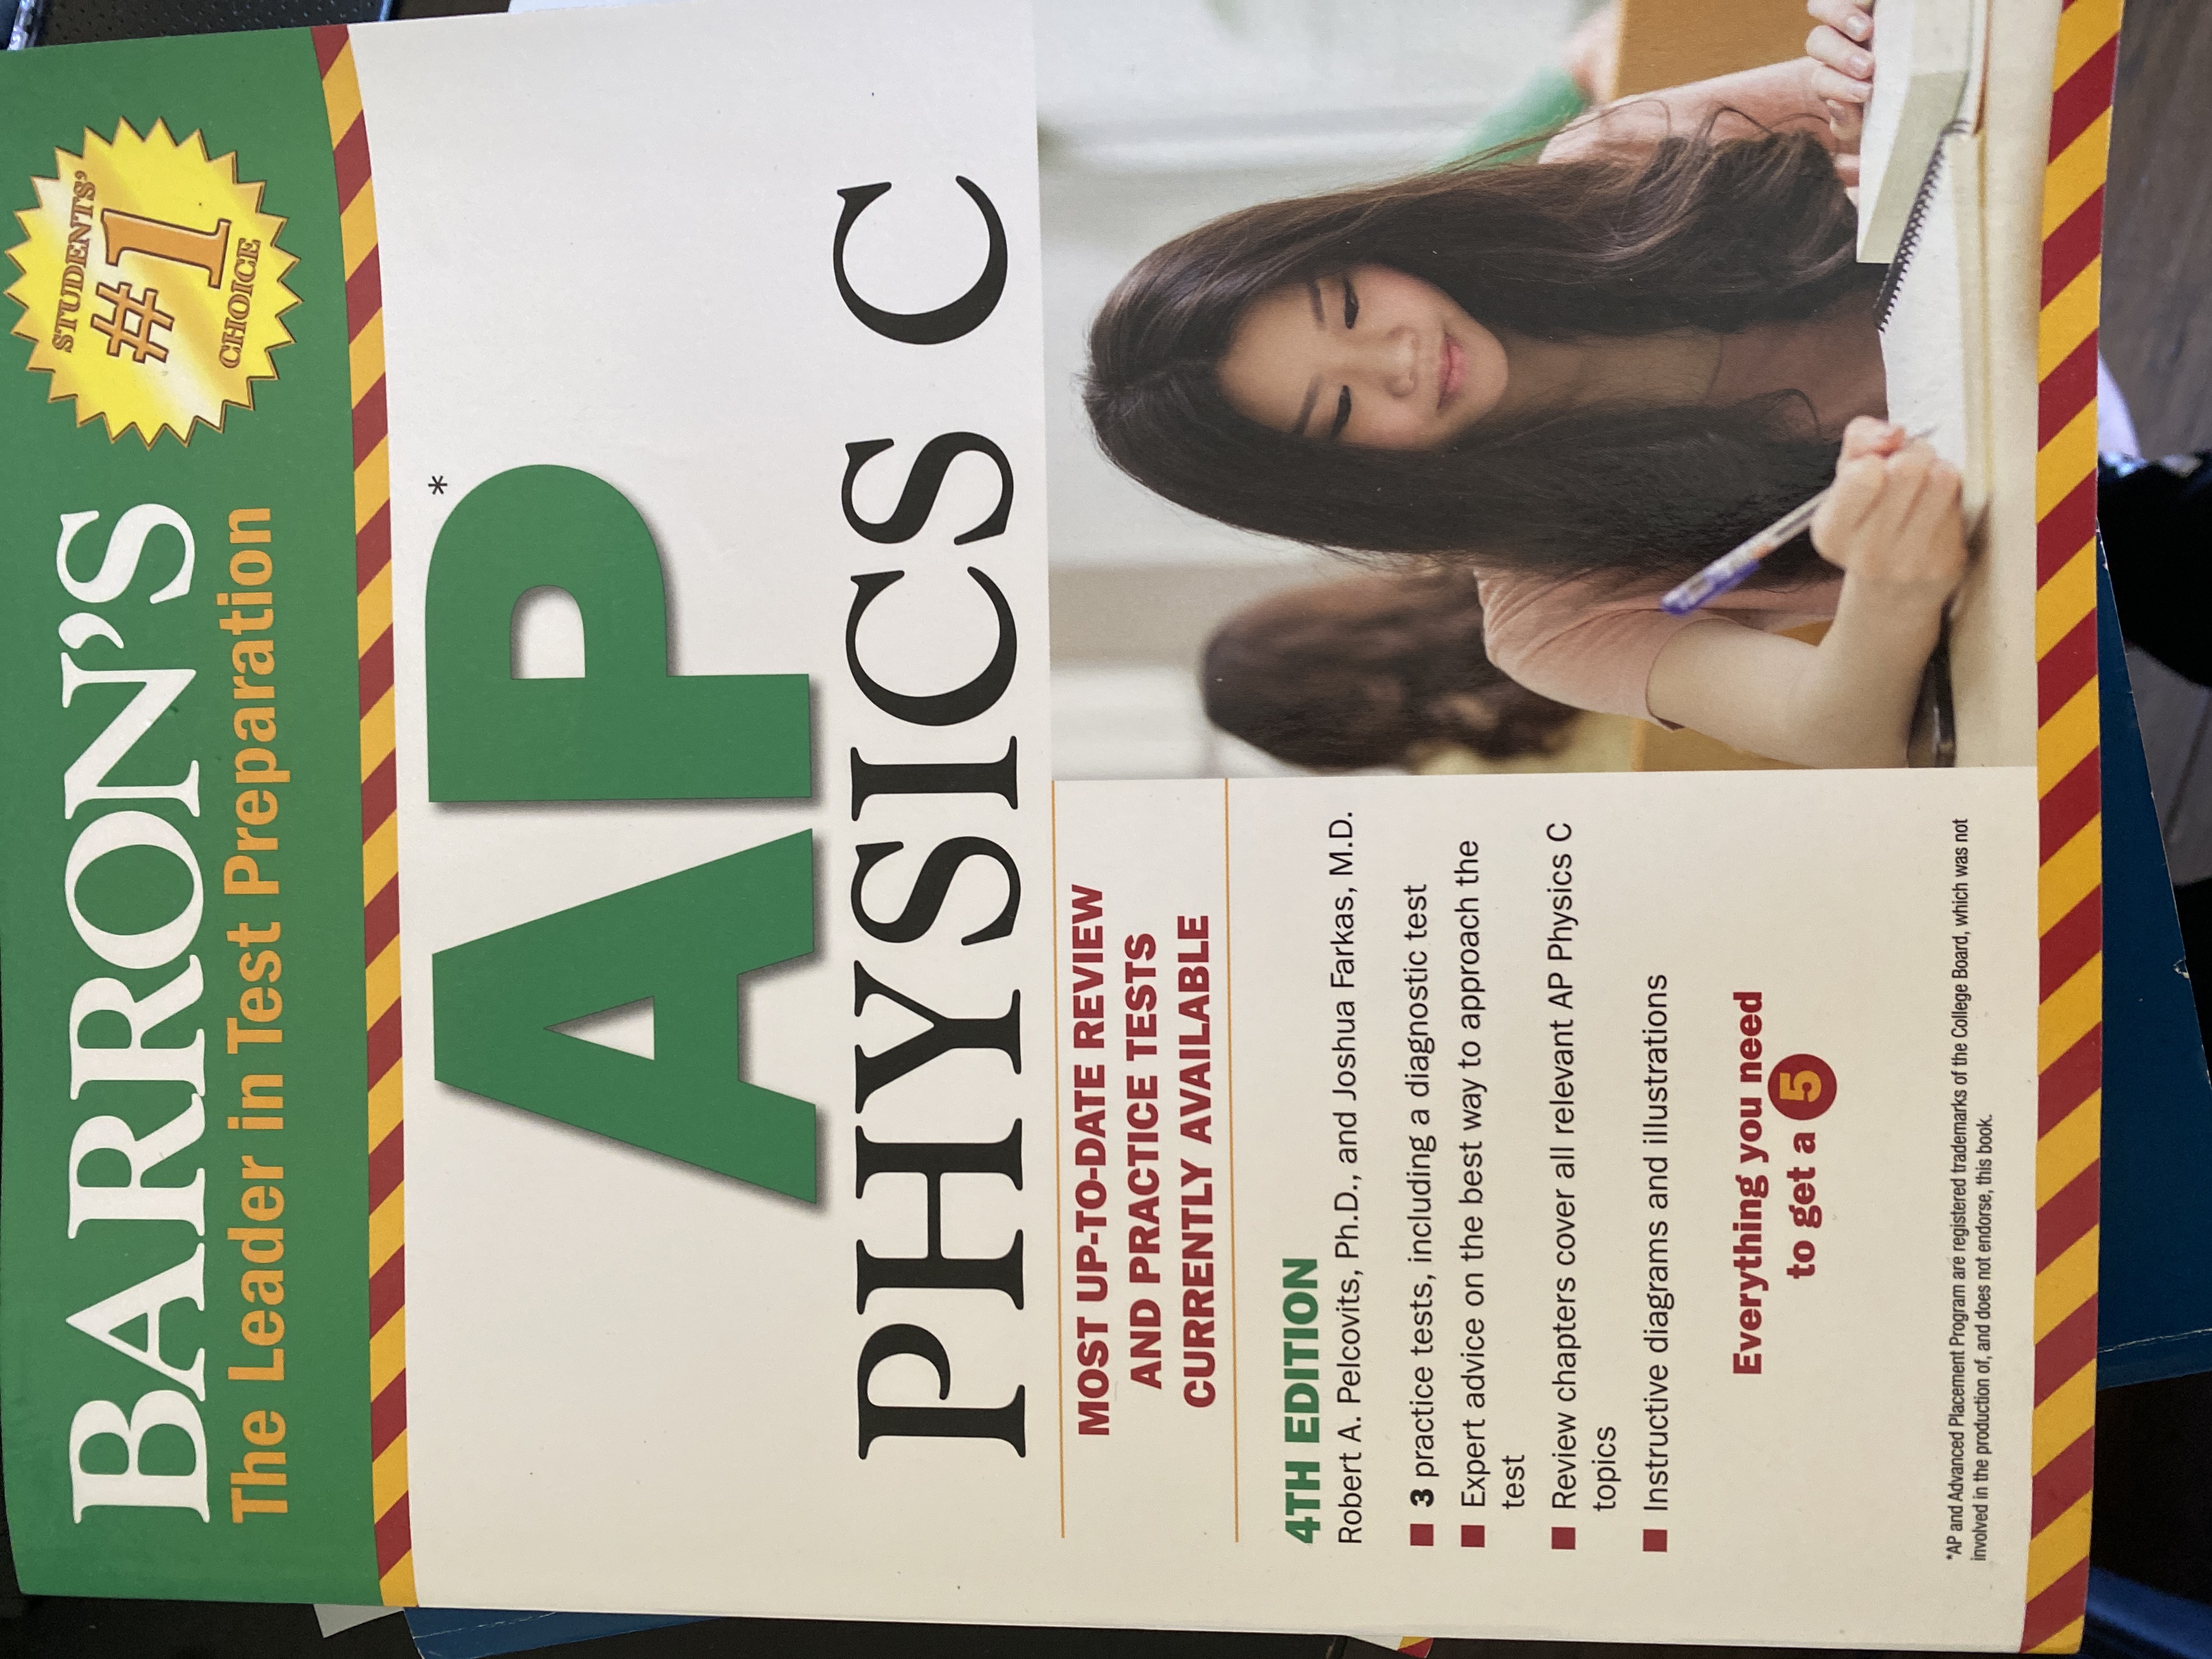 BARRON'S
The Leader in Test Preparation
STUDENTS'
#1
CHOICE
AP*
PHYSICS C
MOST UP-TO-DATE REVIEW
AND PRACTICE TESTS
CURRENTLY AVAILABLE
4TH EDITION
Robert A. Pelcovits, Ph.D., and Joshua Farkas, M.D.
■ 3 practice tests, including a diagnostic test
■ Expert advice on the best way to approach the
test
■ Review chapters cover all relevant AP Physics C
topics
■ Instructive diagrams and illustrations
Everything you need
to get a 5
*AP and Advanced Placement Program are registered trademarks of the College Board, which was not
involved in the production of, and does not endorse, this book.